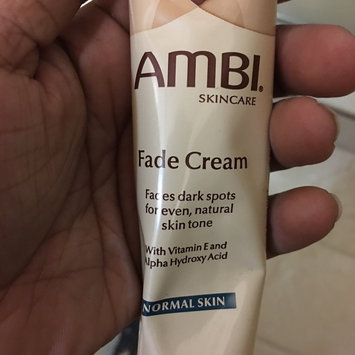 AMBI®
SKINCARE
Fade Cream
Fades dark spots
for even, natural
skin tone
With Vitamin E and
Alpha Hydroxy Acid
NORMAL SKIN